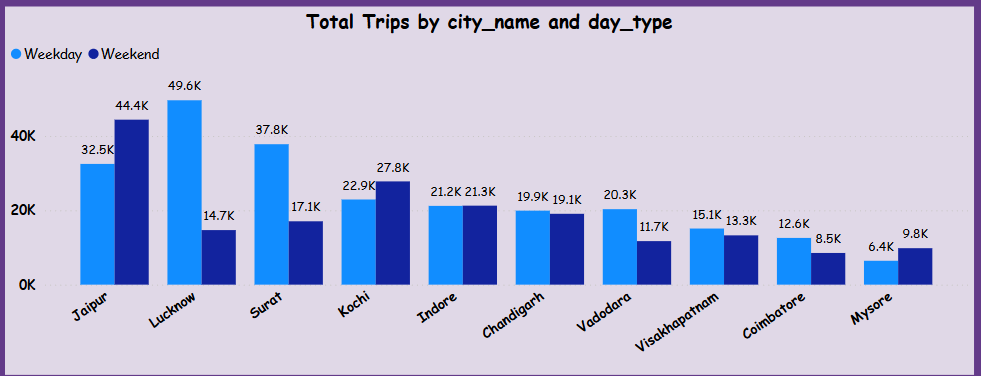 Total Trips by city_name and day_type
Weekday Weekend
49.6K
44.4K
40K
37.8K
32.5K
27.8K
22.9K
21.2K 21.3K
20K
19.9K 19.1K
20.3K
17.1K
14.7K
15.1K
13.3K
11.7K
12.6K
8.5K
9.8K
6.4K
0K
Jaipur
Lucknow
Surat
Kochi
Indore
Chandigarh
Vadodara
Visakhapatnam
Coimbatore
Mysore